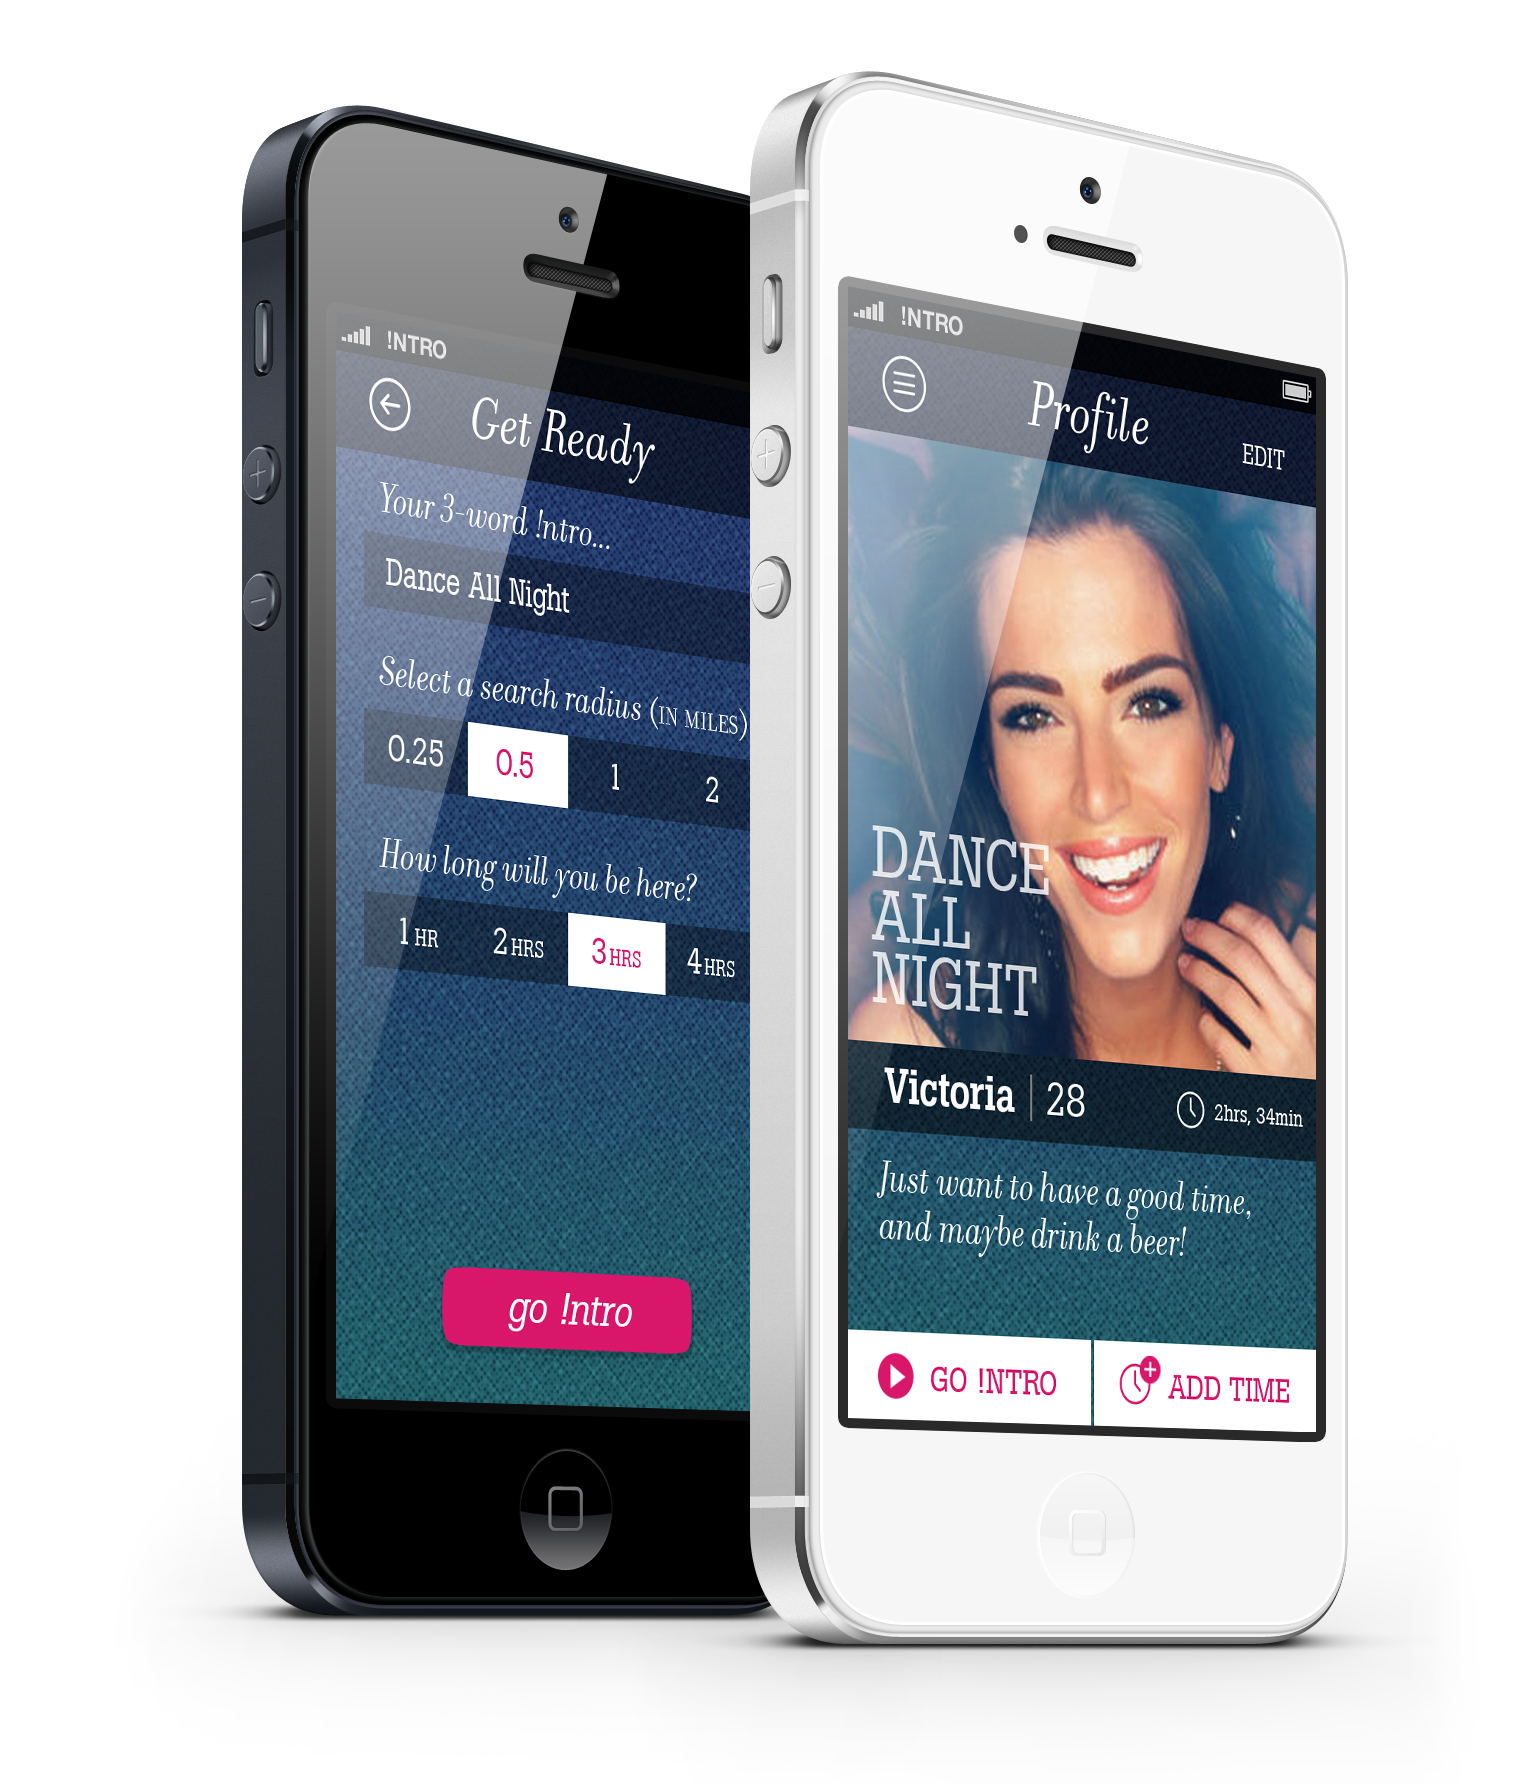 !NTRO
Get Ready
Your 3-word !ntro...
Dance All Night
Select a search radius (IN MILES)
0.25 0.5 1 2
How long will you be here?
1 HR 2 HRS 3 HRS 4 HRS
go !ntro
!NTRO
Profile
EDIT
DANCE
ALL
NIGHT
Victoria | 28
2hrs, 34min
Just want to have a good time,
and maybe drink a beer!
GO !NTRO
ADD TIME